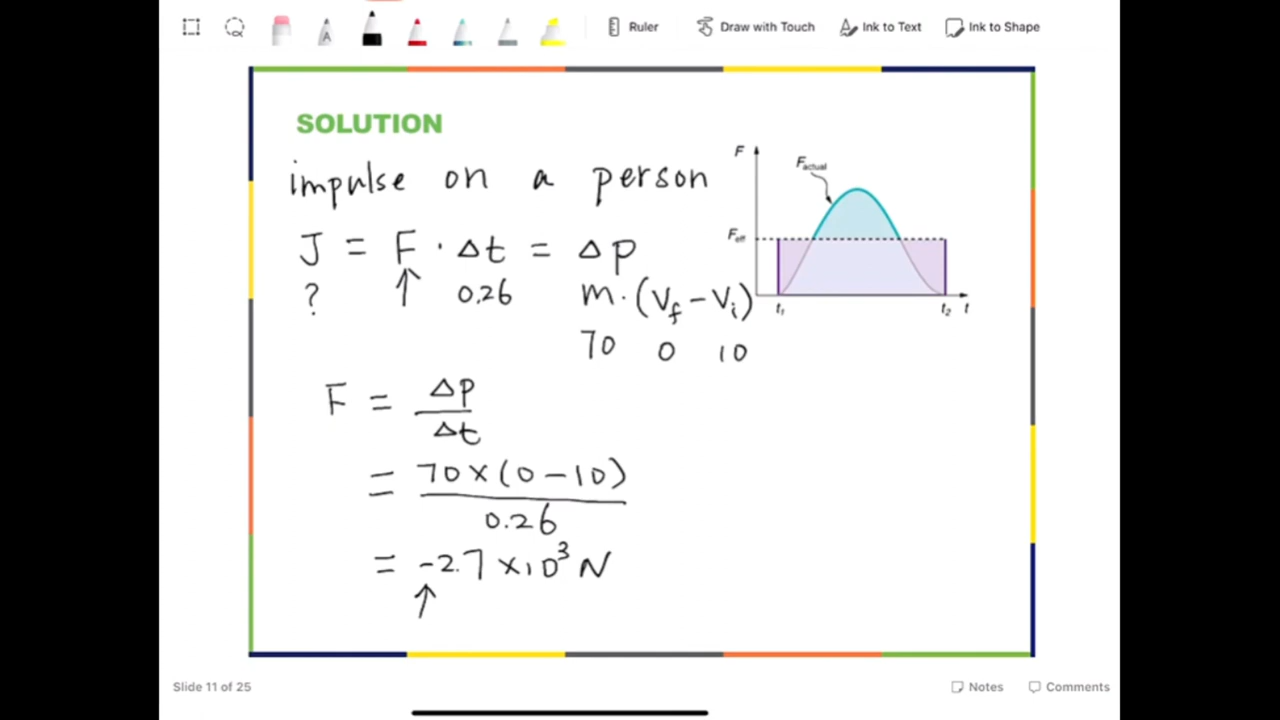 Ruler Draw with Touch Ink to Text Ink to Shape
SOLUTION
impulse on a person
J = F · Δt = Δp
? ↑ 0.26 m · (Vf − Vi)
70 0 10
F = Δp / Δt
= 70 × (0 − 10) / 0.26
= −2.7 × 10³ N
↑
F
Factual
Feff
t₁ t₂ t
Slide 11 of 25 Notes Comments